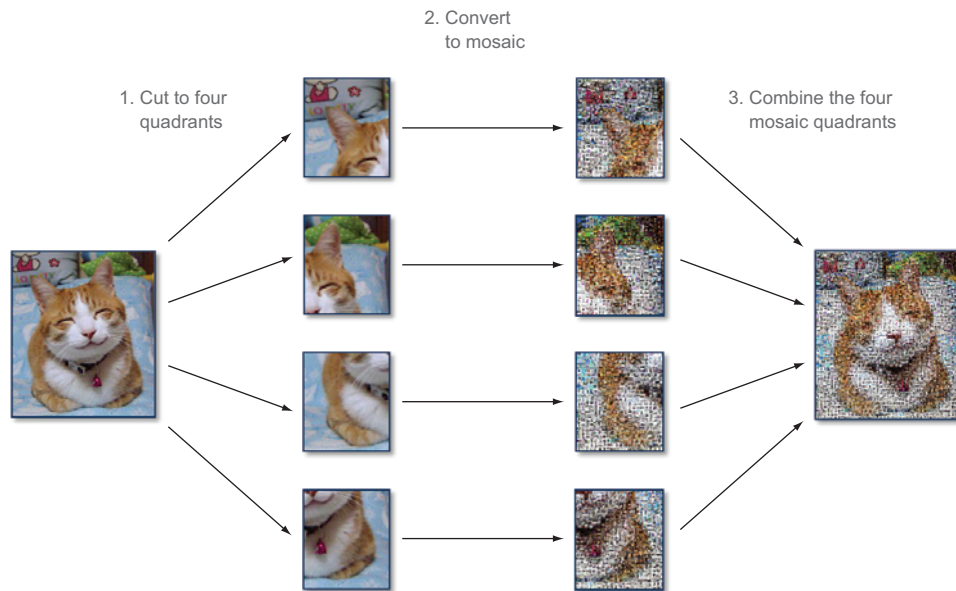 2. Convert
to mosaic
1. Cut to four
quadrants
3. Combine the four
mosaic quadrants